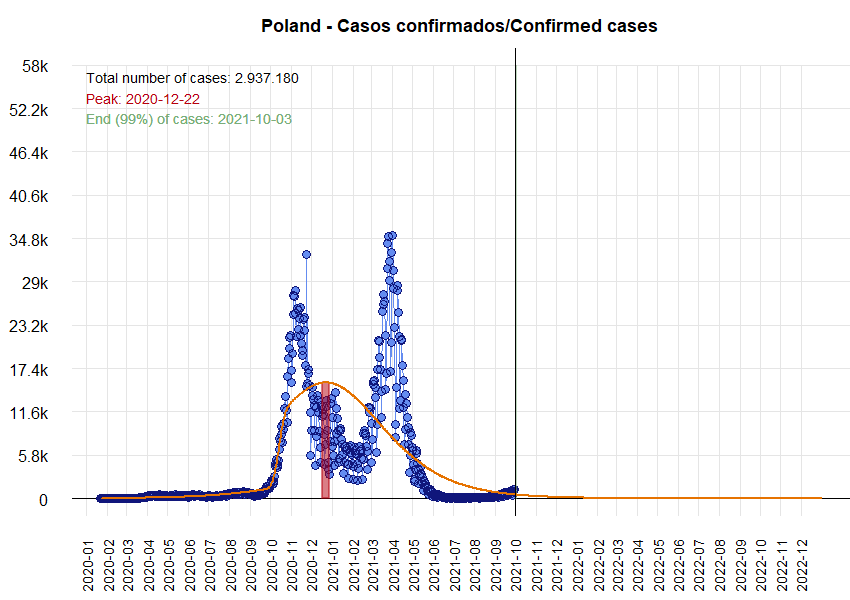 Poland - Casos confirmados/Confirmed cases
58k
Total number of cases: 2.937.180
Peak: 2020-12-22
52.2k
End (99%) of cases: 2021-10-03
46.4k
40.6k
34.8k
29k
23.2k
17.4k
11.6k
5.8k
0
2020-01
2020-02
2020-03
2020-04
2020-05
2020-06
2020-07
2020-08
2020-09
2020-10
2020-11
2020-12
2021-01
2021-02
2021-03
2021-04
2021-05
2021-06
2021-07
2021-08
2021-09
2021-10
2021-11
2021-12
2022-01
2022-02
2022-03
2022-04
2022-05
2022-06
2022-07
2022-08
2022-09
2022-10
2022-11
2022-12